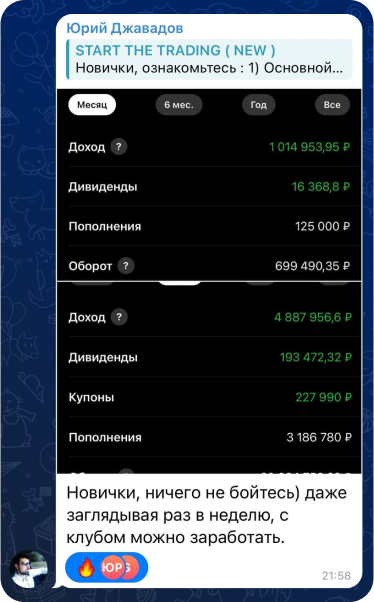 Юрий Джавадов
START THE TRADING ( NEW )
Новички, ознакомьтесь : 1) Основной...
Месяц 6 мес. Год Все
Доход ? 1 014 953,95 ₽
Дивиденды 16 368,8 ₽
Пополнения 125 000 ₽
Оборот ? 699 490,35 ₽
Доход ? 4 887 956,6 ₽
Дивиденды 193 472,32 ₽
Купоны 227 990 ₽
Пополнения 3 186 780 ₽
Новички, ничего не бойтесь) даже
заглядывая раз в неделю, с
клубом можно заработать.
ЮР S
21:58